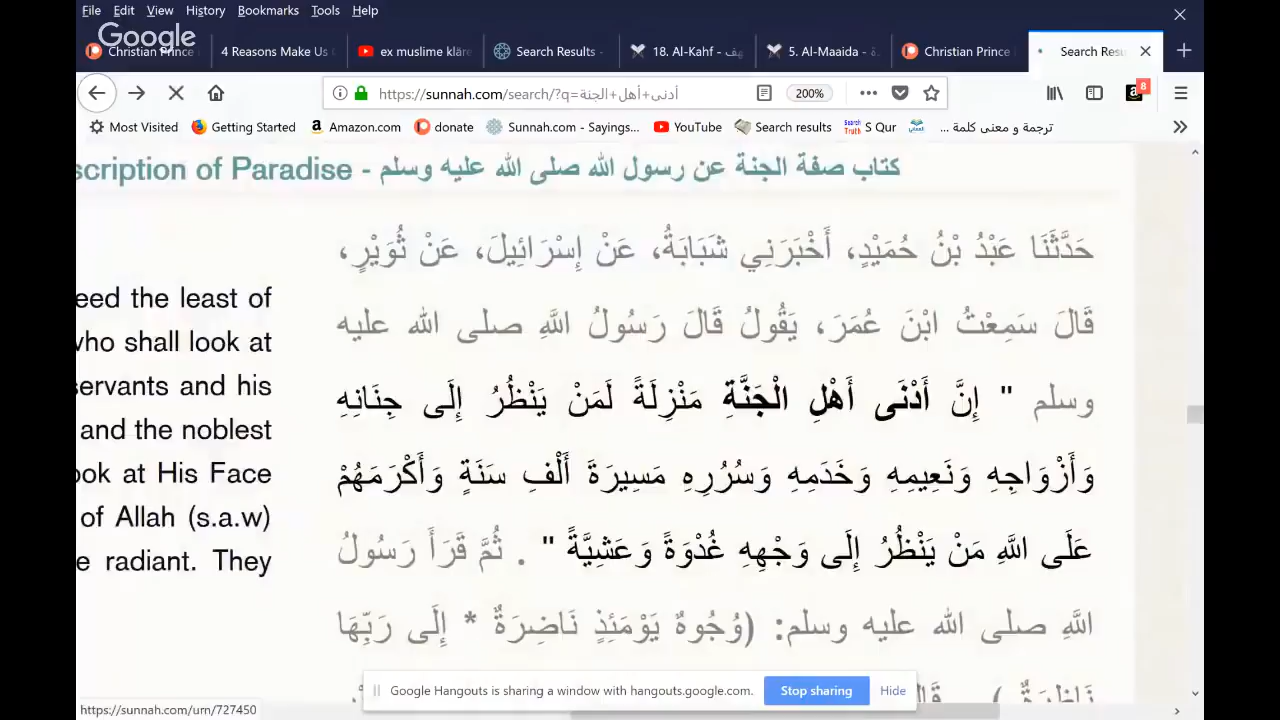 File Edit View History Bookmarks Tools Help
Google
Christian Prince
4 Reasons Make Us
ex muslime kläre
Search Results -
18. Al-Kahf -
5. Al-Maaida -
Christian Prince
Search Resu
https://sunnah.com/search/?q=أدنى+أهل+الجنة
200%
8
Most Visited Getting Started Amazon.com donate Sunnah.com - Sayings... YouTube Search results S Qur ترجمة و معنى كلمة ...
scription of Paradise - كتاب صفة الجنة عن رسول الله صلى الله عليه وسلم
حَدَّثَنَا عَبْدُ بْنُ حُمَيْدٍ، أَخْبَرَنِي شَبَابَةُ، عَنْ إِسْرَائِيلَ، عَنْ ثُوَيْرٍ،
قَالَ سَمِعْتُ ابْنَ عُمَرَ، يَقُولُ قَالَ رَسُولُ اللَّهِ صلى الله عليه
وسلم " إِنَّ أَدْنَى أَهْلِ الْجَنَّةِ مَنْزِلَةً لَمَنْ يَنْظُرُ إِلَى جِنَانِهِ
وَأَزْوَاجِهِ وَنَعِيمِهِ وَخَدَمِهِ وَسُرُرِهِ مَسِيرَةَ أَلْفِ سَنَةٍ وَأَكْرَمَهُمْ
عَلَى اللَّهِ مَنْ يَنْظُرُ إِلَى وَجْهِهِ غُدْوَةً وَعَشِيَّةً " . ثُمَّ قَرَأَ رَسُولُ
اللَّهِ صلى الله عليه وسلم: (وُجُوهٌ يَوْمَئِذٍ نَاضِرَةٌ * إِلَى رَبِّهَا
eed the least of
who shall look at
servants and his
and the noblest
ook at His Face
of Allah (s.a.w)
e radiant. They
Google Hangouts is sharing a window with hangouts.google.com. Stop sharing Hide
https://sunnah.com/urn/727450